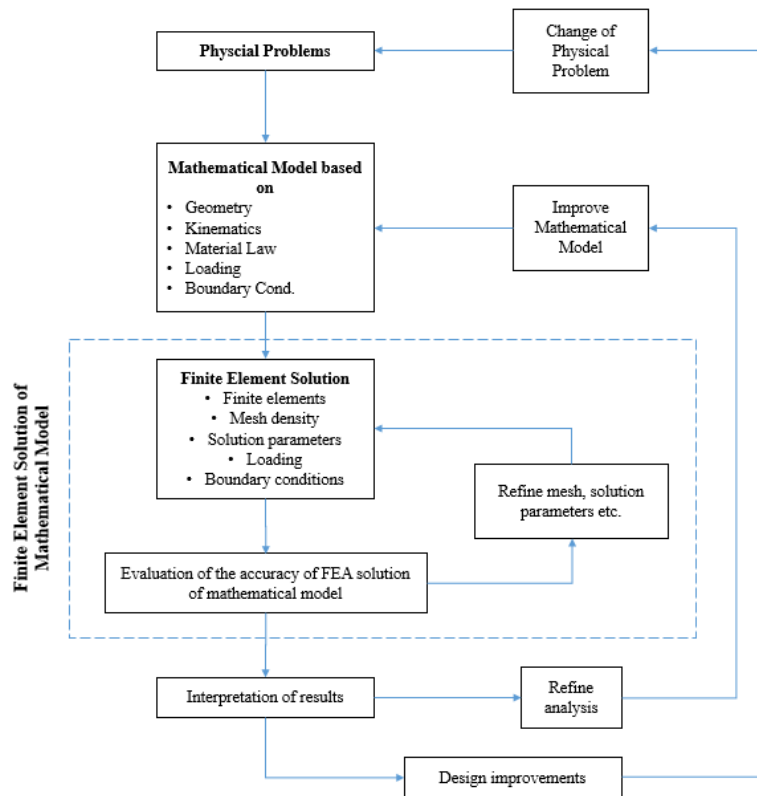 Physcial Problems
Change of
Physical
Problem
Mathematical Model based
on
• Geometry
• Kinematics
• Material Law
• Loading
• Boundary Cond.
Improve
Mathematical
Model
Finite Element Solution of
Mathematical Model
Finite Element Solution
• Finite elements
• Mesh density
• Solution parameters
• Loading
• Boundary conditions
Refine mesh, solution
parameters etc.
Evaluation of the accuracy of FEA solution
of mathematical model
Interpretation of results
Refine
analysis
Design improvements